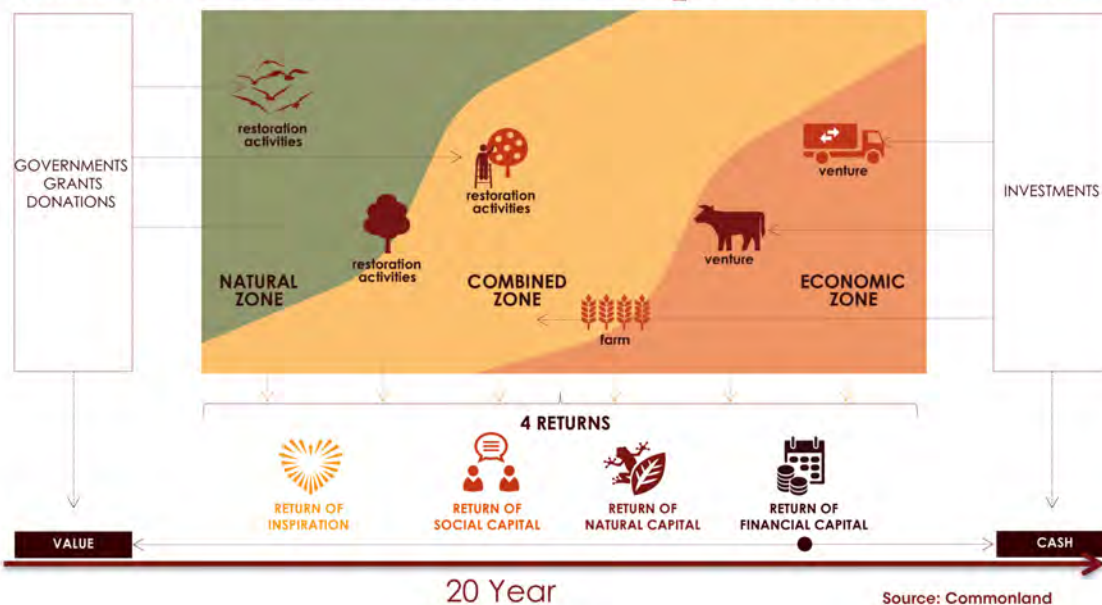 restoration
activities
GOVERNMENTS
GRANTS
DONATIONS
restoration
activities
venture
INVESTMENTS
restoration
activities
venture
NATURAL
ZONE
COMBINED
ZONE
ECONOMIC
ZONE
farm
4 RETURNS
RETURN OF
INSPIRATION
RETURN OF
SOCIAL CAPITAL
RETURN OF
NATURAL CAPITAL
RETURN OF
FINANCIAL CAPITAL
VALUE
CASH
20 Year
Source: Commonland